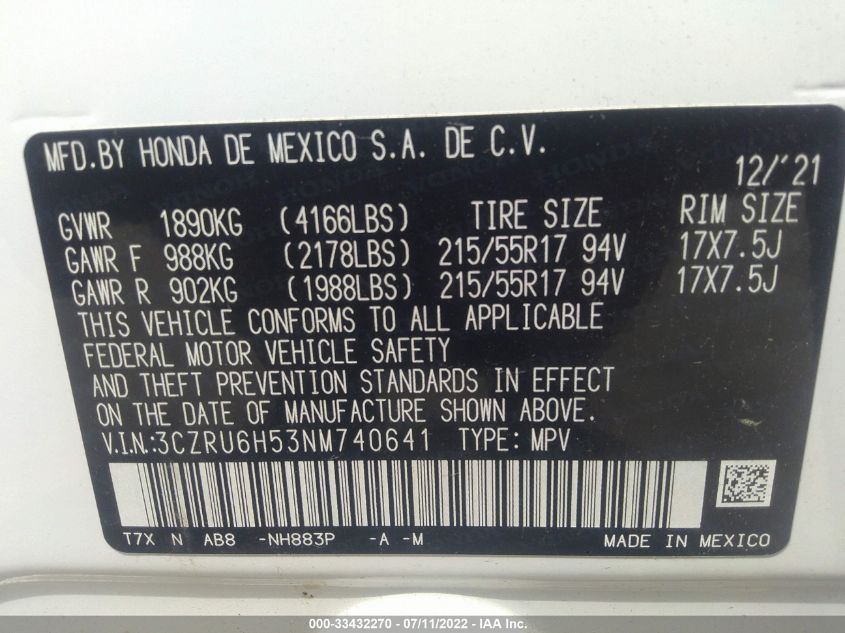 MFD.BY HONDA DE MEXICO S.A. DE C.V.
12/'21
GVWR 1890KG (4166LBS) TIRE SIZE RIM SIZE
GAWR F 988KG (2178LBS) 215/55R17 94V 17X7.5J
GAWR R 902KG (1988LBS) 215/55R17 94V 17X7.5J
THIS VEHICLE CONFORMS TO ALL APPLICABLE
FEDERAL MOTOR VEHICLE SAFETY
AND THEFT PREVENTION STANDARDS IN EFFECT
ON THE DATE OF MANUFACTURE SHOWN ABOVE.
V.I.N.:3CZRU6H53NM740641 TYPE: MPV
T7X N AB8 -NH883P -A -M MADE IN MEXICO
000-33432270 - 07/11/2022 - IAA Inc.